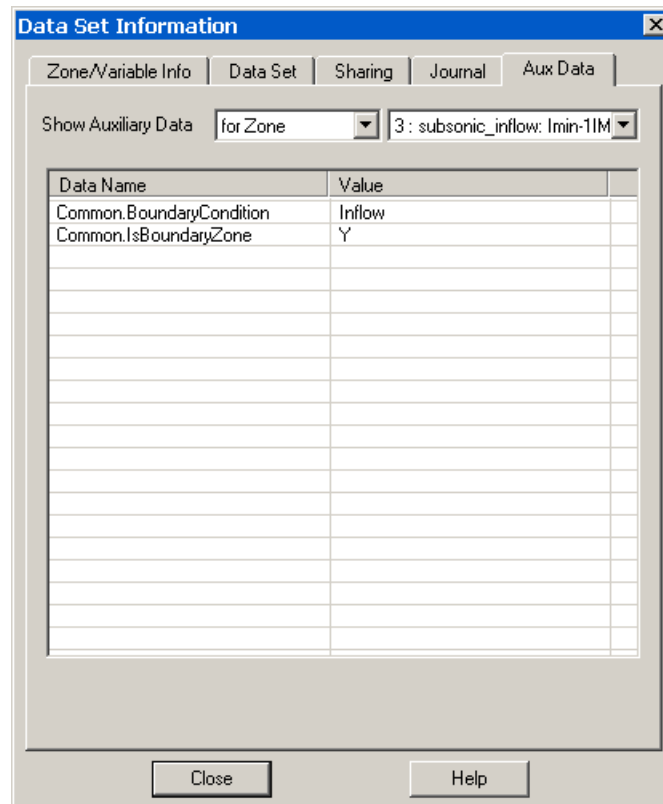 Data Set Information
Zone/Variable Info Data Set Sharing Journal Aux Data
Show Auxiliary Data for Zone 3 : subsonic_inflow: Imin-1IM
Data Name Value
Common.BoundaryCondition Inflow
Common.IsBoundaryZone Y
Close Help